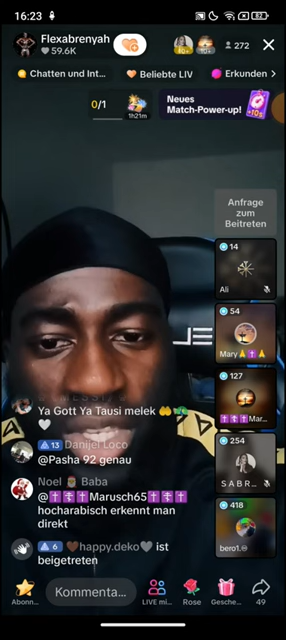 16:23
82
Flexabrenyah
59.6K
40+
10+
272
Chatten und Int...
Beliebte LIV
Erkunden
0/1
1h21m
Neues
Match-Power-up!
Anfrage
zum
Beitreten
14
Ali
54
Mary🙏✝️🙏
127
✝️☦️✝️Mar...
254
S A B R...
418
bero1.♾
Ya Gott Ya Tausi melek 🤲
🤍
13 Danijel Loco
@Pasha 92 genau
Noel 🎅 Baba
@✝️☦️✝️Marusch65✝️☦️✝️
hocharabisch erkennt man
direkt
6 🤎happy.deko🩶 ist
beigetreten
Abonn...
Kommenta...
LIVE mi...
Rose
Gesche...
49